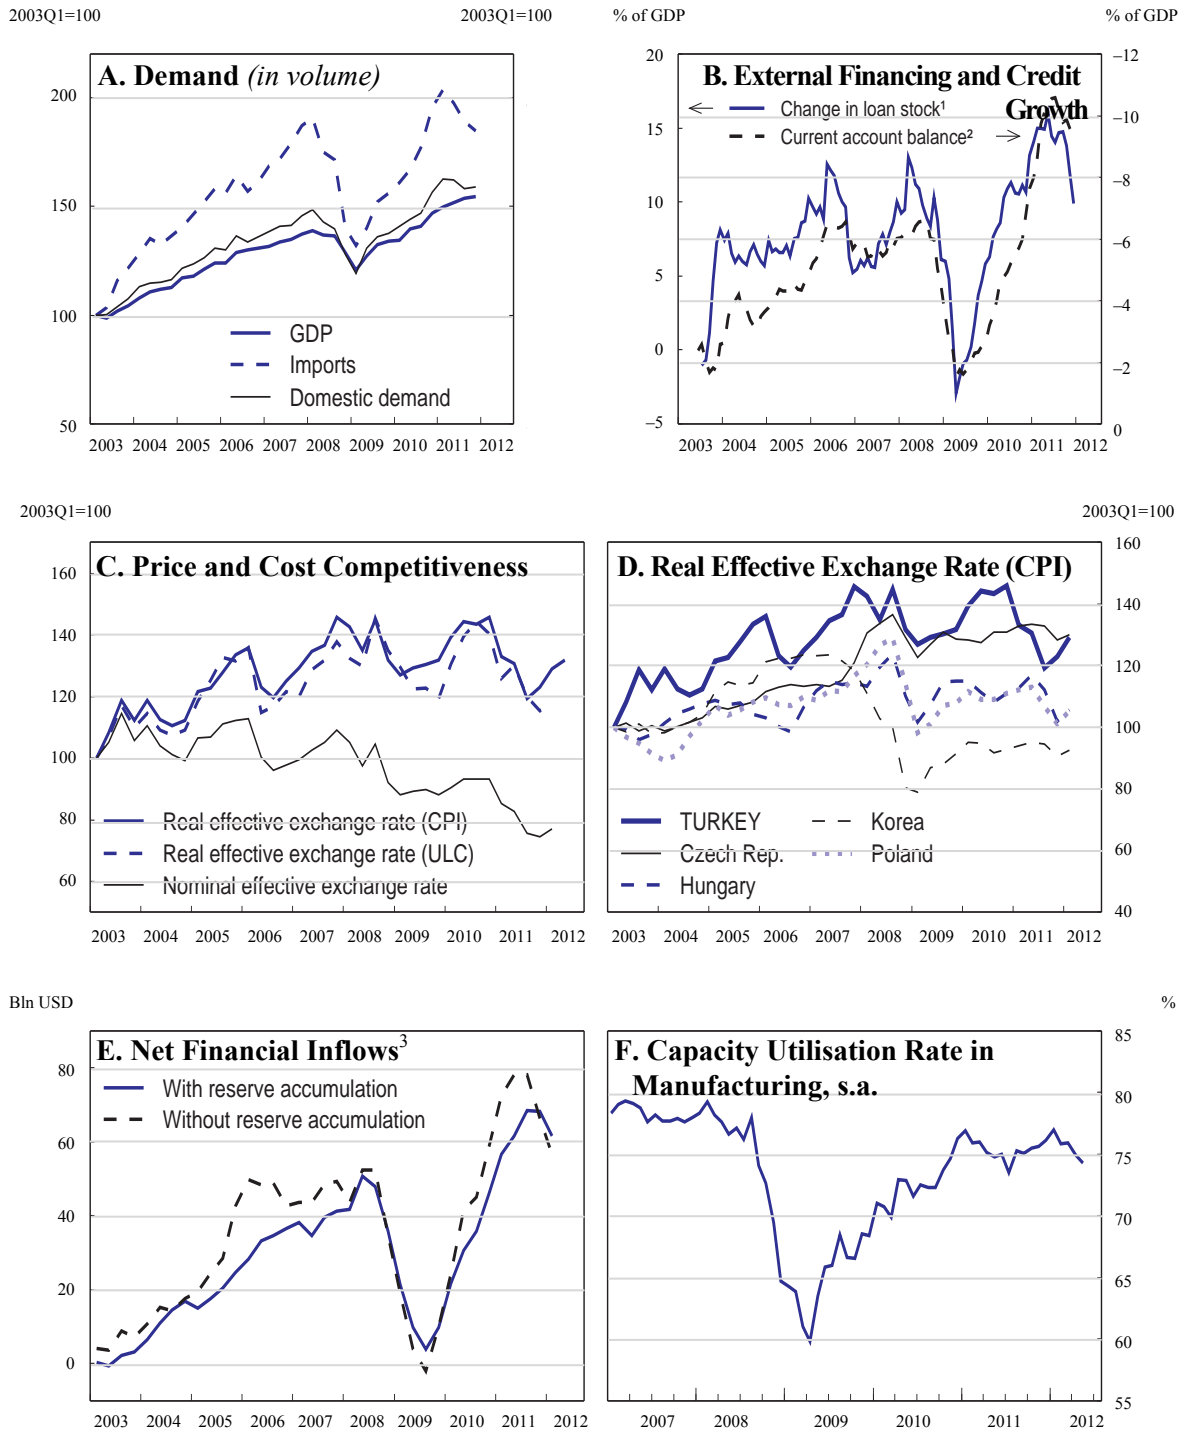 2003Q1=100 2003Q1=100
A. Demand (in volume)
200
150
100
50
GDP
Imports
Domestic demand
2003 2004 2005 2006 2007 2008 2009 2010 2011 2012
% of GDP % of GDP
B. External Financing and Credit
Growth
Change in loan stock¹
Current account balance²
20
15
10
5
0
–5
–12
–10
–8
–6
–4
–2
0
2003 2004 2005 2006 2007 2008 2009 2010 2011 2012
2003Q1=100
C. Price and Cost Competitiveness
160
140
120
100
80
60
Real effective exchange rate (CPI)
Real effective exchange rate (ULC)
Nominal effective exchange rate
2003 2004 2005 2006 2007 2008 2009 2010 2011 2012
2003Q1=100
D. Real Effective Exchange Rate (CPI)
160
140
120
100
80
60
40
TURKEY Korea
Czech Rep. Poland
Hungary
2003 2004 2005 2006 2007 2008 2009 2010 2011 2012
Bln USD
E. Net Financial Inflows³
With reserve accumulation
Without reserve accumulation
80
60
40
20
0
2003 2004 2005 2006 2007 2008 2009 2010 2011 2012
%
F. Capacity Utilisation Rate in
Manufacturing, s.a.
85
80
75
70
65
60
55
2007 2008 2009 2010 2011 2012